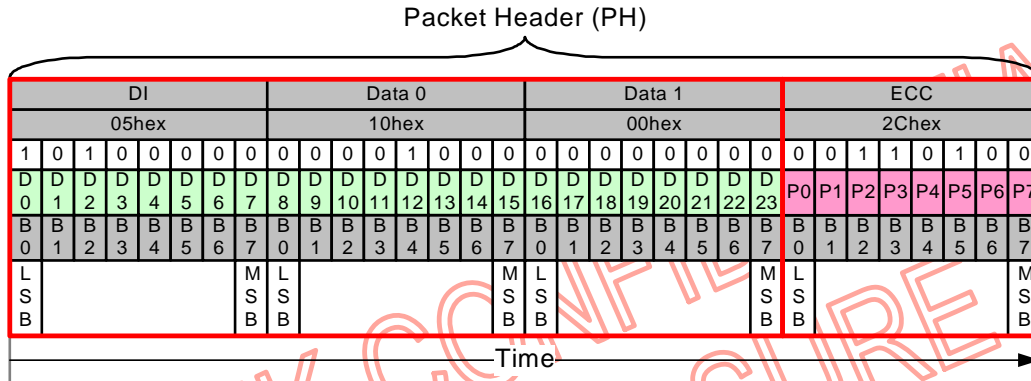 Packet Header (PH)
DI Data 0 Data 1 ECC
05hex 10hex 00hex 2Chex
1 0 1 0 0 0 0 0 0 0 0 0 1 0 0 0 0 0 0 0 0 0 0 0 0 0 1 1 0 1 0 0
D0 D1 D2 D3 D4 D5 D6 D7 D8 D9 D10 D11 D12 D13 D14 D15 D16 D17 D18 D19 D20 D21 D22 D23 P0 P1 P2 P3 P4 P5 P6 P7
B0 B1 B2 B3 B4 B5 B6 B7 B0 B1 B2 B3 B4 B5 B6 B7 B0 B1 B2 B3 B4 B5 B6 B7 B0 B1 B2 B3 B4 B5 B6 B7
LSB MSB LSB MSB LSB MSB LSB MSB
Time